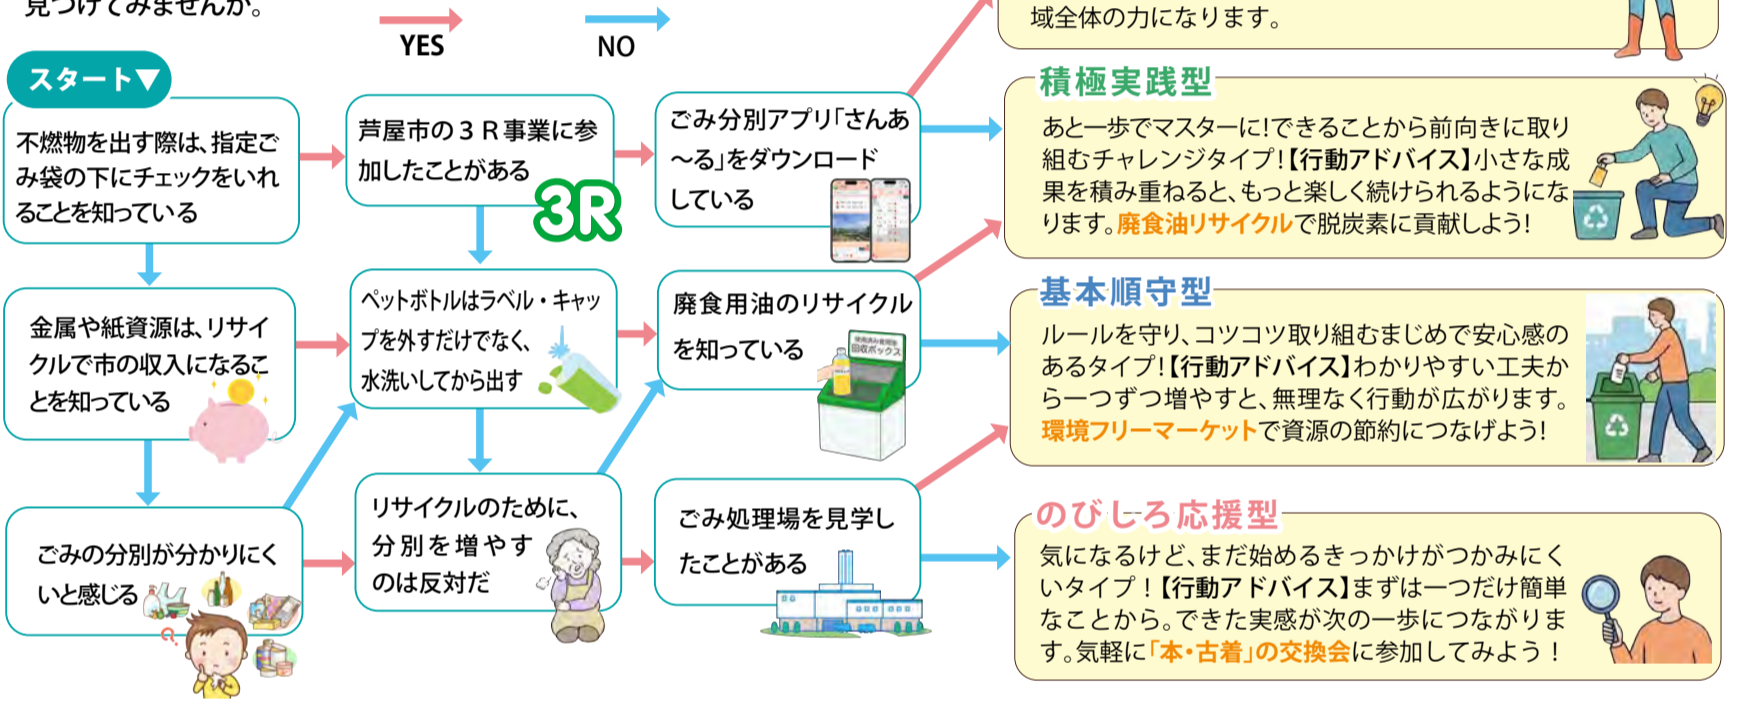 見つけてみませんか。
YES
NO
域全体の力になります。
スタート▼
不燃物を出す際は、指定ご
み袋の下にチェックをいれ
ることを知っている
芦屋市の３Ｒ事業に参
加したことがある
3R
ごみ分別アプリ「さんあ
～る」をダウンロード
している
積極実践型
あと一歩でマスターに!できることから前向きに取り
組むチャレンジタイプ!【行動アドバイス】小さな成
果を積み重ねると、もっと楽しく続けられるようにな
ります。廃食油リサイクルで脱炭素に貢献しよう!
金属や紙資源は、リサイ
クルで市の収入になるこ
とを知っている
ペットボトルはラベル・キャッ
プを外すだけでなく、
水洗いしてから出す
廃食用油のリサイクル
を知っている
回収ボックス
基本順守型
ルールを守り、コツコツ取り組むまじめで安心感の
あるタイプ!【行動アドバイス】わかりやすい工夫か
ら一つずつ増やすと、無理なく行動が広がります。
環境フリーマーケットで資源の節約につなげよう!
ごみの分別が分かりにく
いと感じる
リサイクルのために、
分別を増やす
のは反対だ
ごみ処理場を見学し
たことがある
のびしろ応援型
気になるけど、まだ始めるきっかけがつかみにく
いタイプ！【行動アドバイス】まずは一つだけ簡単
なことから。できた実感が次の一歩につながりま
す。気軽に「本・古着」の交換会に参加してみよう！